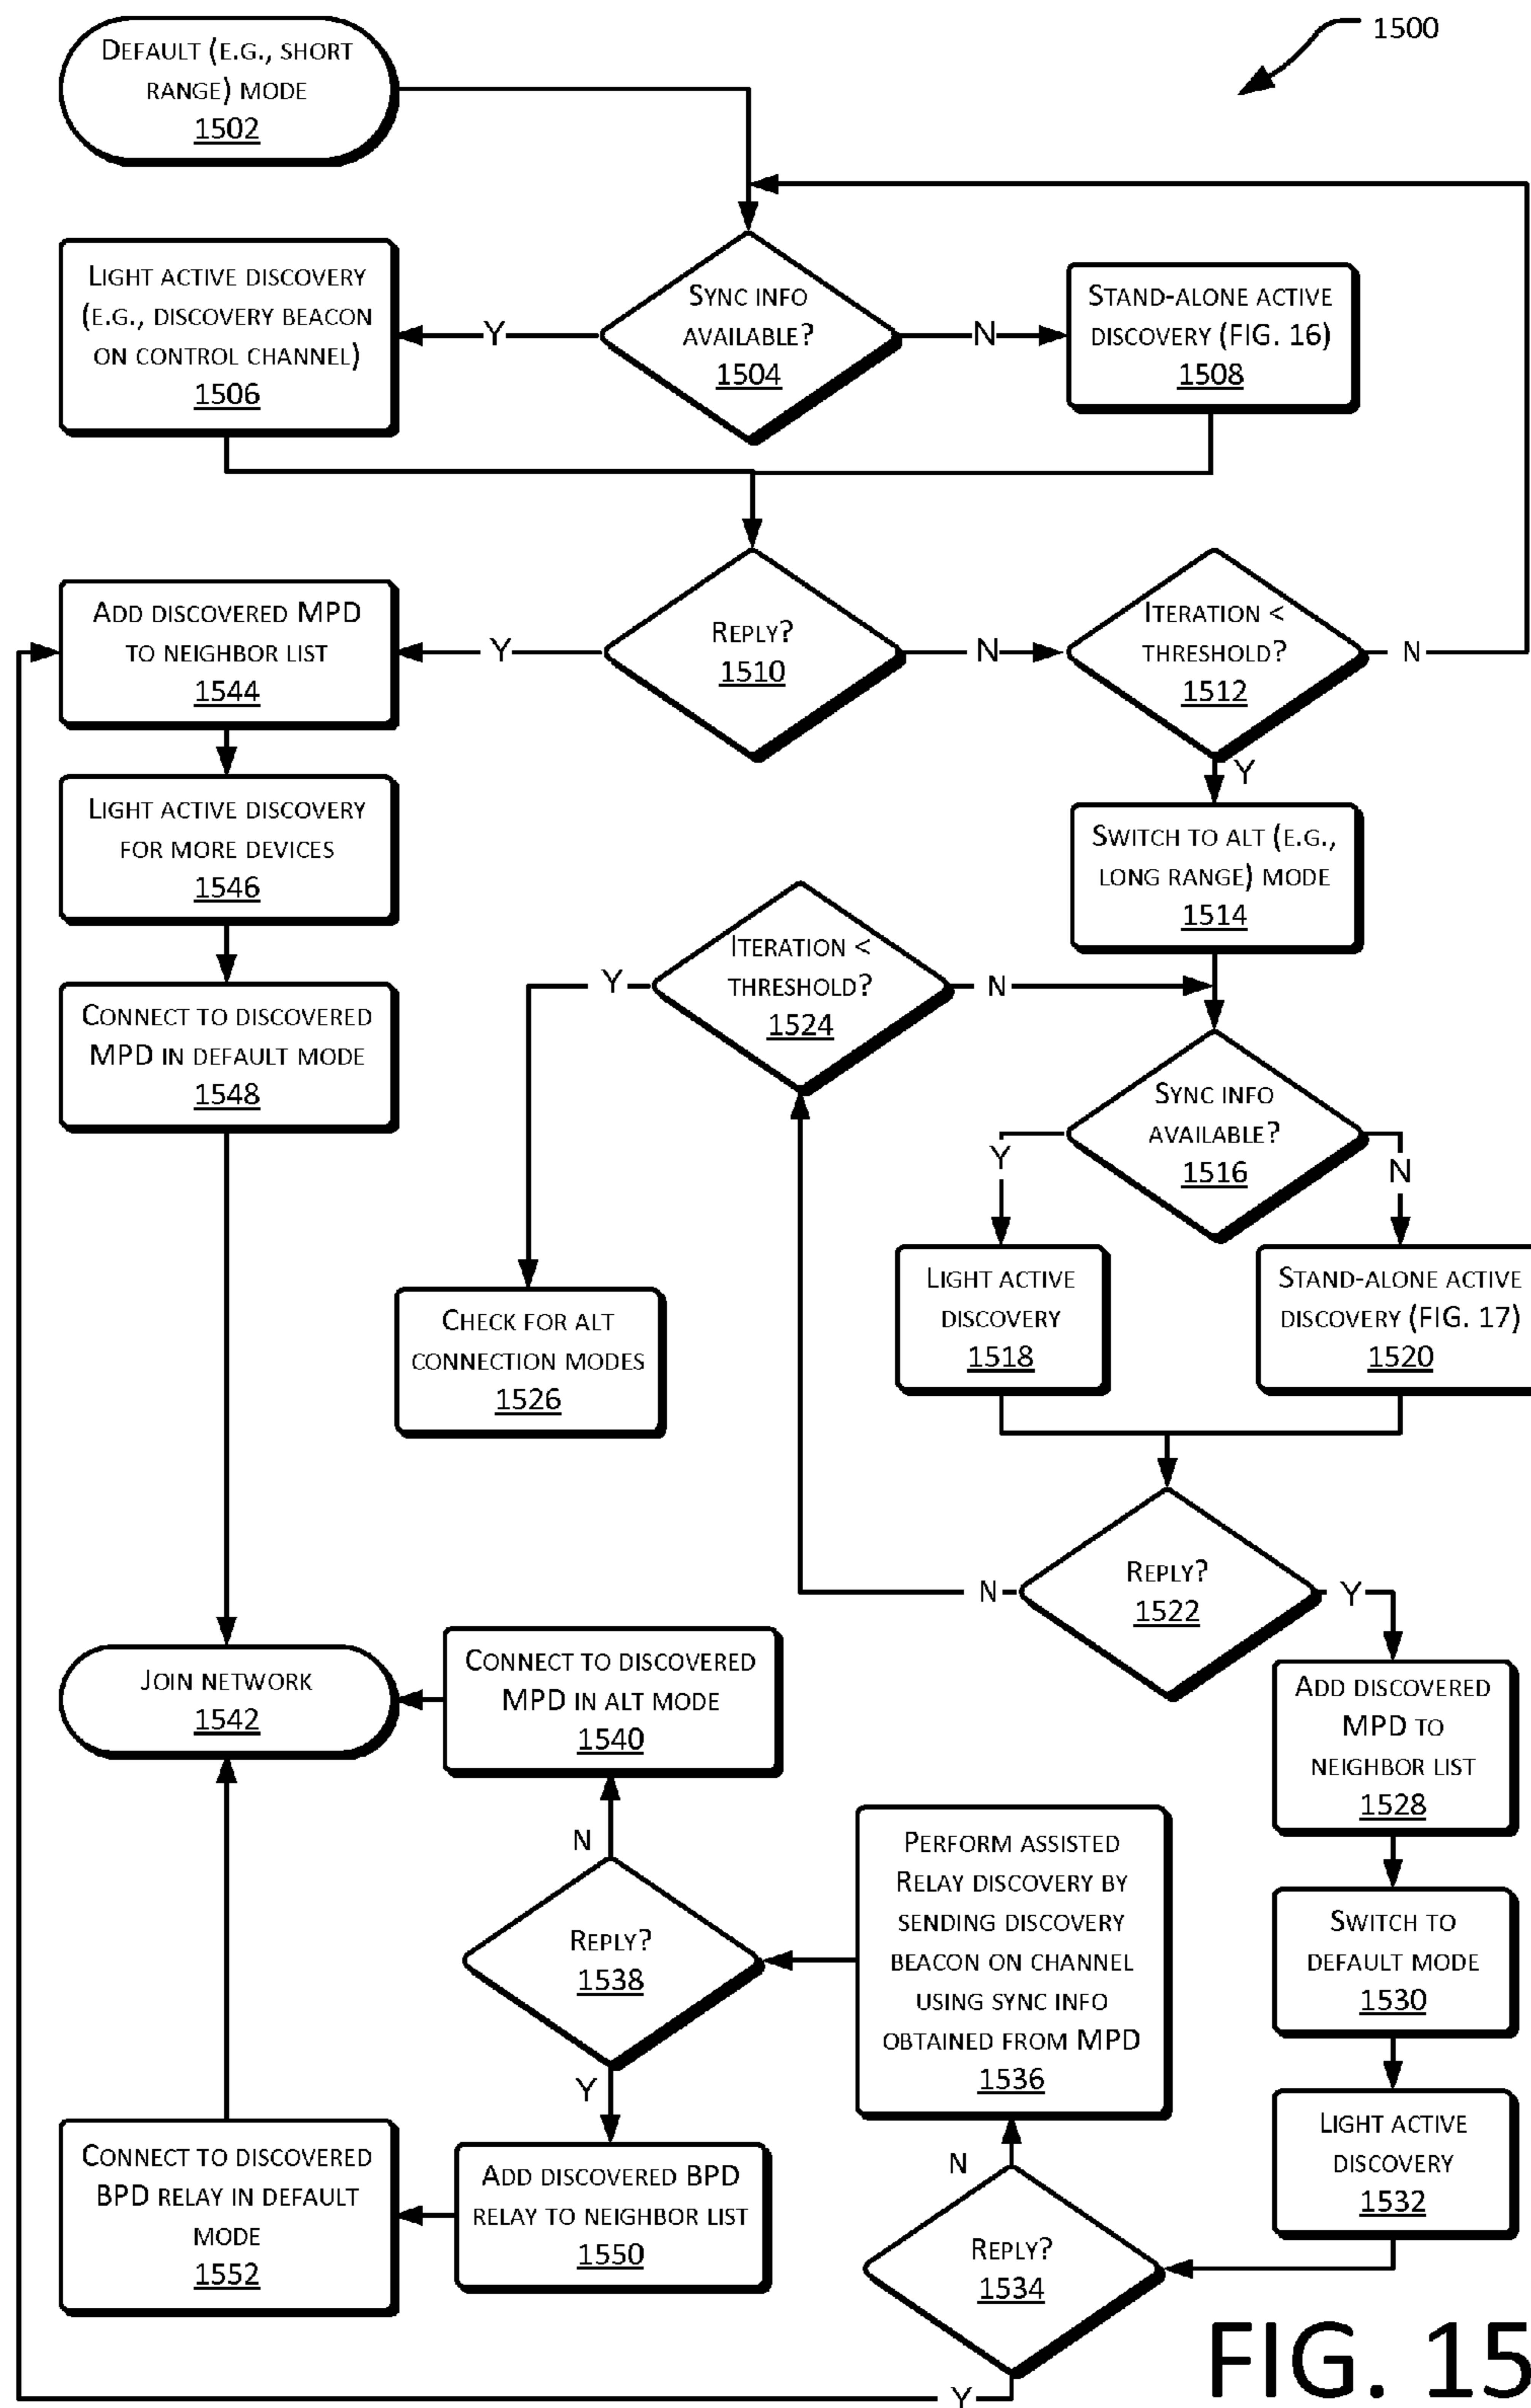 1500
DEFAULT (E.G., SHORT
RANGE) MODE
1502
LIGHT ACTIVE DISCOVERY
(E.G., DISCOVERY BEACON
ON CONTROL CHANNEL)
1506
Y
SYNC INFO
AVAILABLE?
1504
N
STAND-ALONE ACTIVE
DISCOVERY (FIG. 16)
1508
ADD DISCOVERED MPD
TO NEIGHBOR LIST
1544
Y
REPLY?
1510
N
ITERATION <
THRESHOLD?
1512
N
Y
LIGHT ACTIVE DISCOVERY
FOR MORE DEVICES
1546
SWITCH TO ALT (E.G.,
LONG RANGE) MODE
1514
CONNECT TO DISCOVERED
MPD IN DEFAULT MODE
1548
Y
ITERATION <
THRESHOLD?
1524
N
SYNC INFO
AVAILABLE?
1516
Y
N
CHECK FOR ALT
CONNECTION MODES
1526
LIGHT ACTIVE
DISCOVERY
1518
STAND-ALONE ACTIVE
DISCOVERY (FIG. 17)
1520
N
REPLY?
1522
Y
JOIN NETWORK
1542
CONNECT TO DISCOVERED
MPD IN ALT MODE
1540
ADD DISCOVERED
MPD TO
NEIGHBOR LIST
1528
N
REPLY?
1538
Y
PERFORM ASSISTED
RELAY DISCOVERY BY
SENDING DISCOVERY
BEACON ON CHANNEL
USING SYNC INFO
OBTAINED FROM MPD
1536
SWITCH TO
DEFAULT MODE
1530
CONNECT TO DISCOVERED
BPD RELAY IN DEFAULT
MODE
1552
ADD DISCOVERED BPD
RELAY TO NEIGHBOR LIST
1550
N
LIGHT ACTIVE
DISCOVERY
1532
REPLY?
1534
Y
FIG. 15